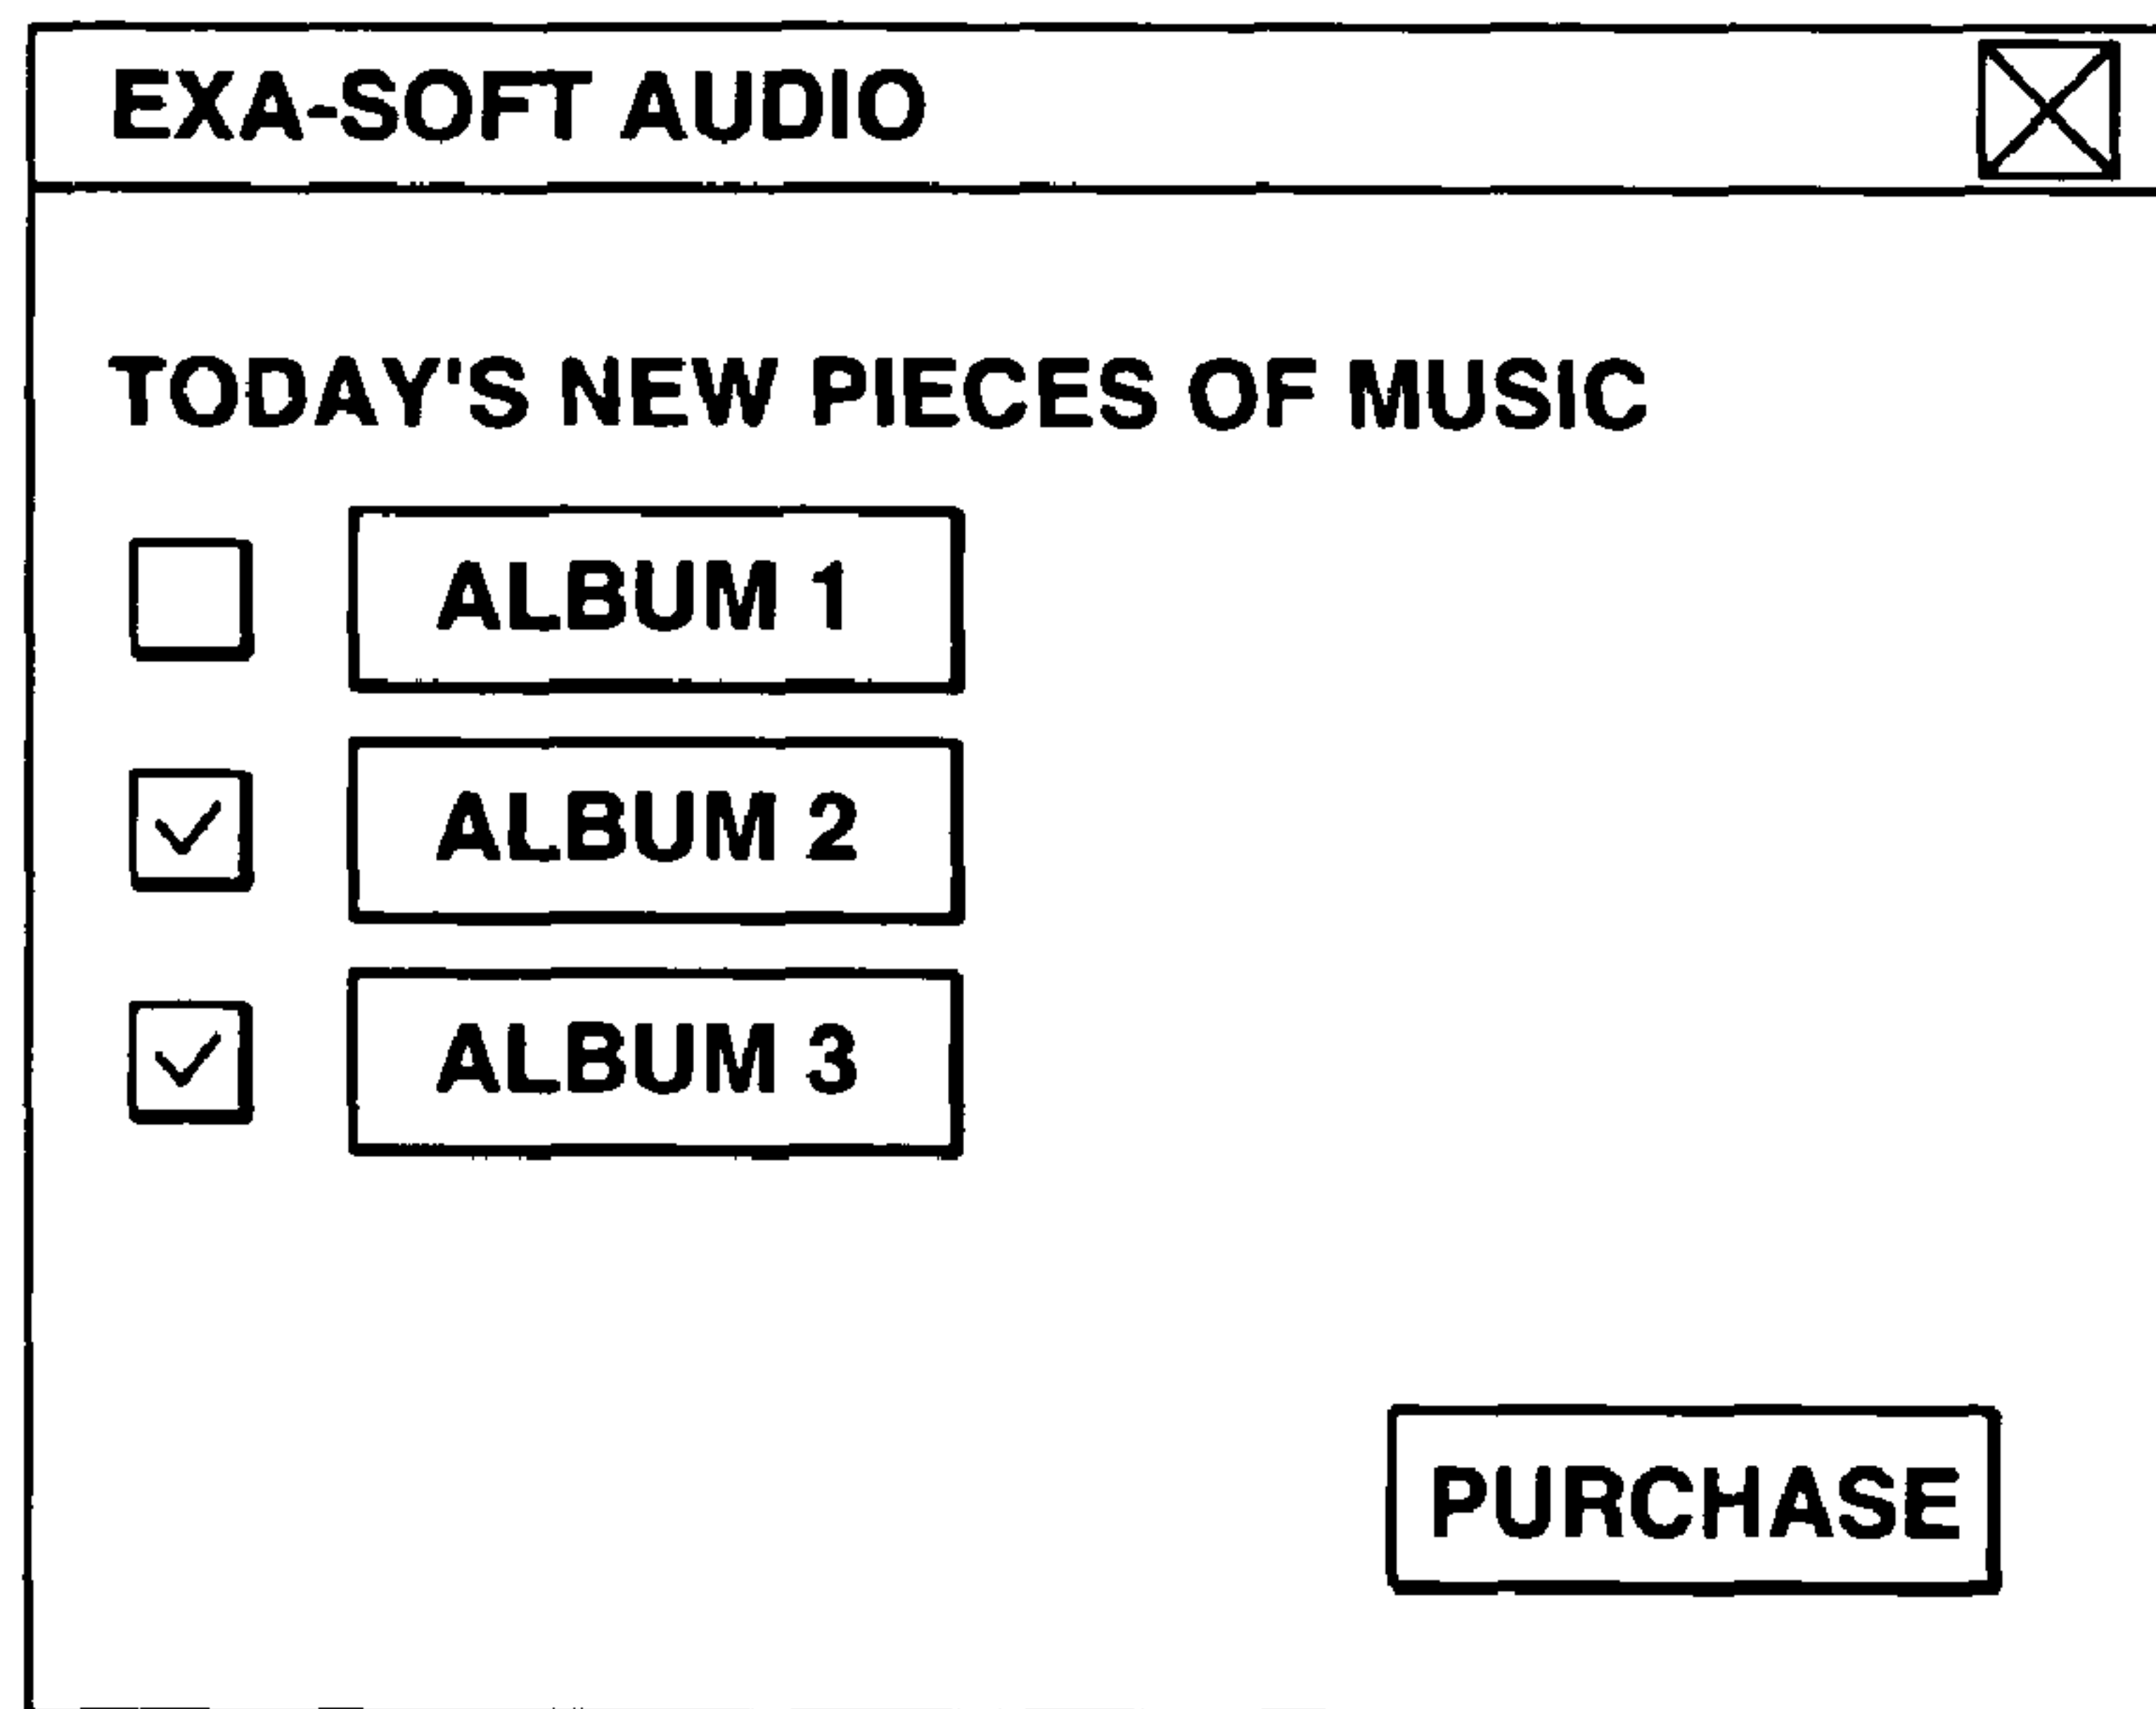 EXA-SOFT AUDIO
TODAY'S NEW PIECES OF MUSIC
ALBUM 1
ALBUM 2
ALBUM 3
PURCHASE